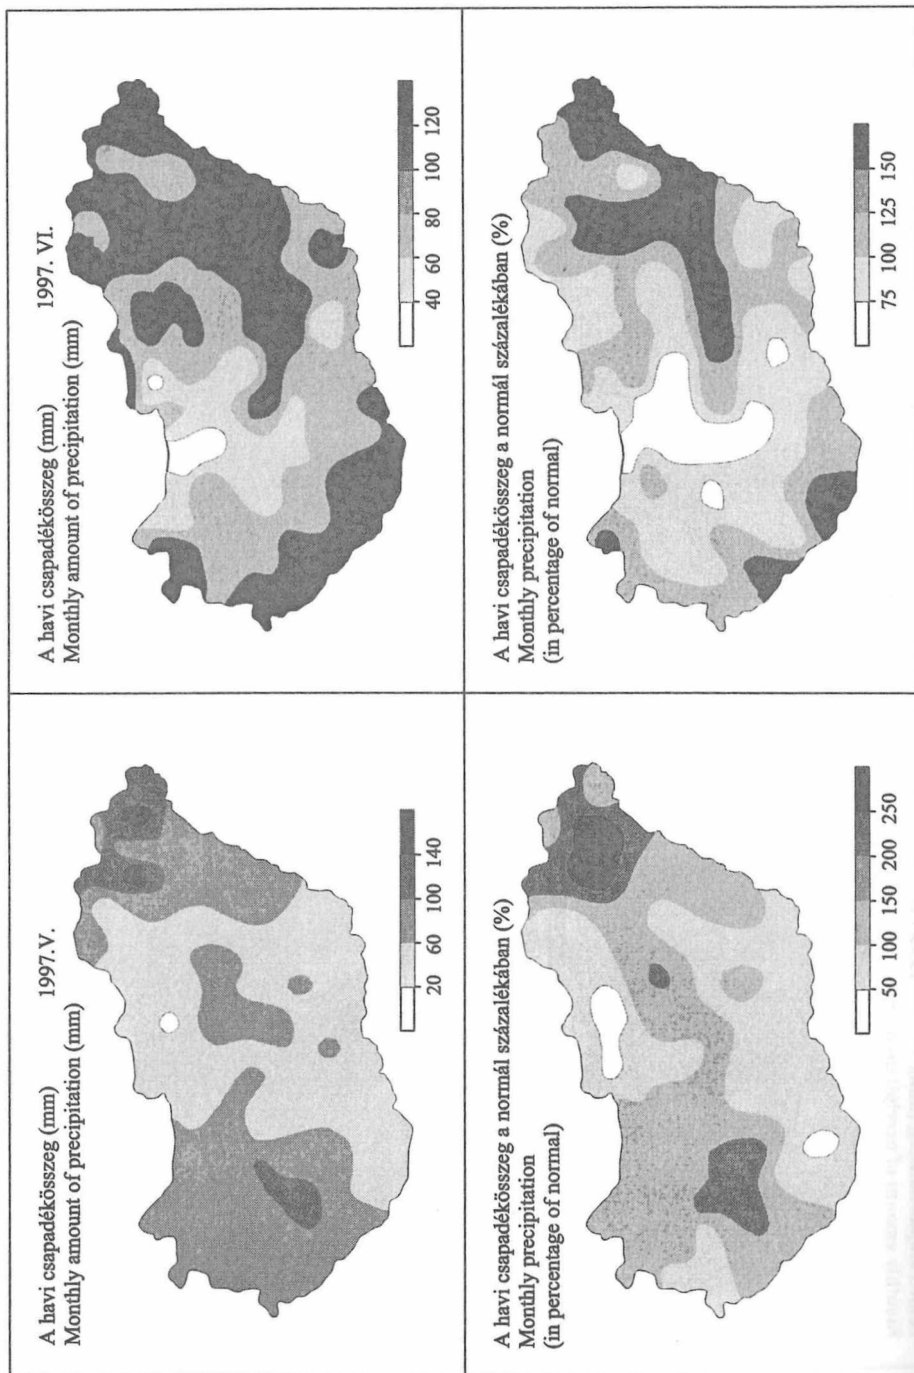 A havi csapadékösszeg (mm) 1997.V.
Monthly amount of precipitation (mm)
20 60 100 140
A havi csapadékösszeg a normál százalékában (%)
Monthly precipitation
(in percentage of normal)
50 100 150 200 250
A havi csapadékösszeg (mm) 1997. VI.
Monthly amount of precipitation (mm)
40 60 80 100 120
A havi csapadékösszeg a normál százalékában (%)
Monthly precipitation
(in percentage of normal)
75 100 125 150